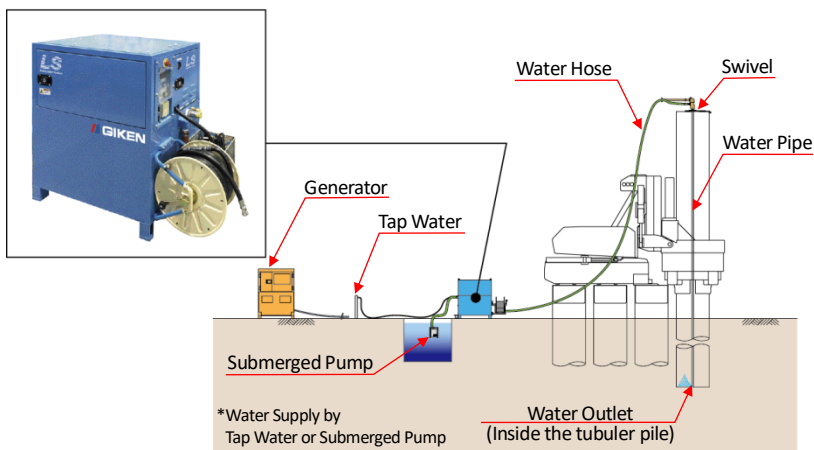 LS
LS
GIKEN
Water Hose
Swivel
Water Pipe
Generator
Tap Water
Submerged Pump
Water Outlet
(Inside the tubuler pile)
*Water Supply by
Tap Water or Submerged Pump